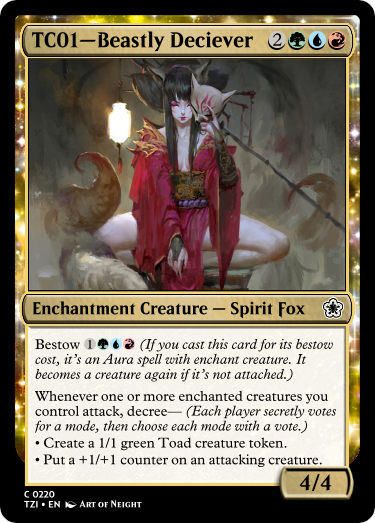 TC01—Beastly Deciever 2
Enchantment Creature — Spirit Fox
Bestow 1 (If you cast this card for its bestow
cost, it's an Aura spell with enchant creature. It
becomes a creature again if it's not attached.)
Whenever one or more enchanted creatures you
control attack, decree— (Each player secretly votes
for a mode, then choose each mode with a vote.)
• Create a 1/1 green Toad creature token.
• Put a +1/+1 counter on an attacking creature.
4/4
C 0220
TZI • EN Art of Neight